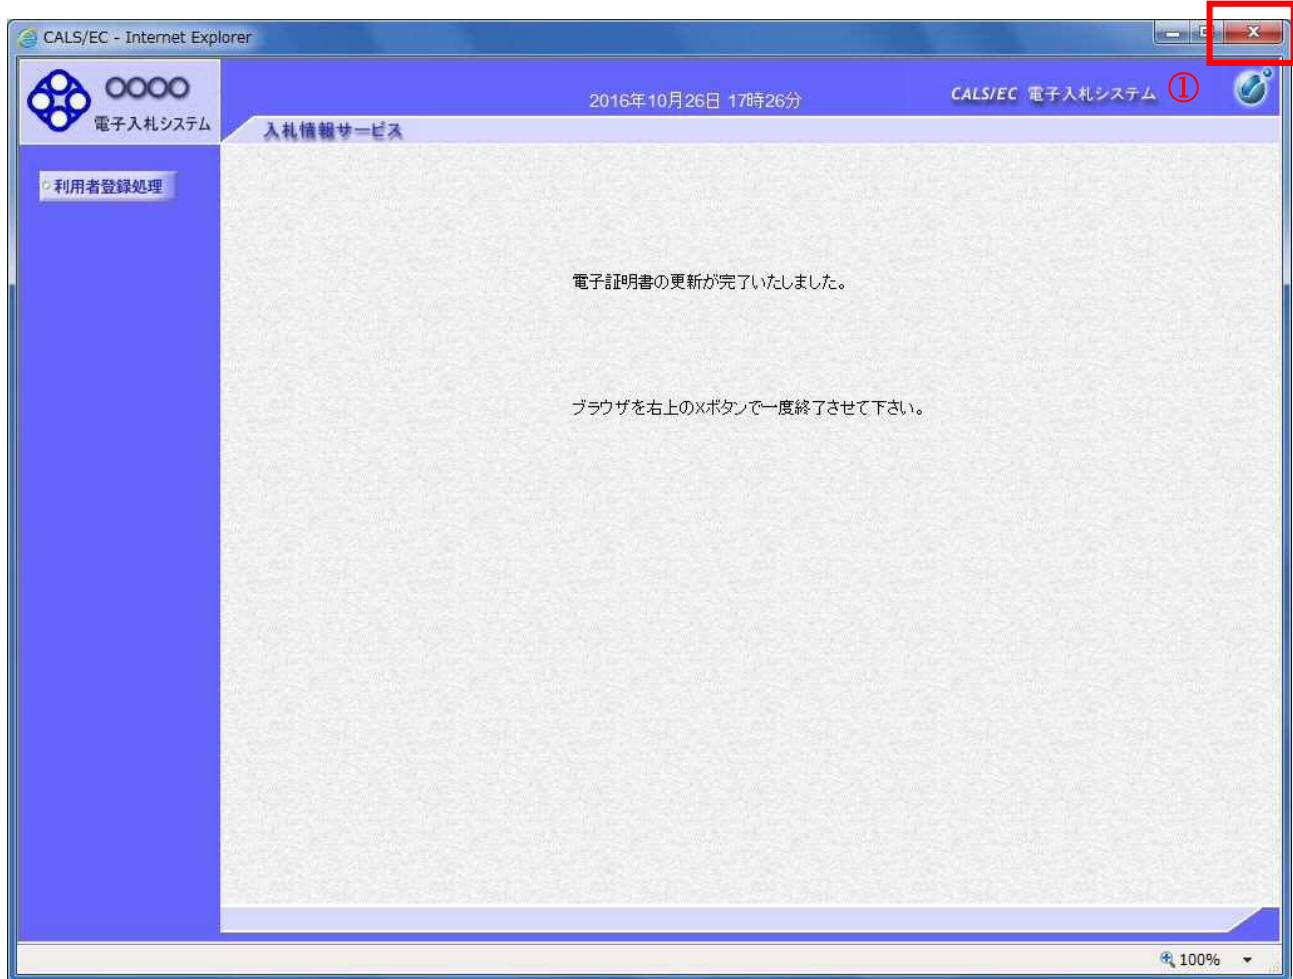 CALS/EC - Internet Explorer
○○○○
電子入札システム
2016年10月26日 17時26分
CALS/EC 電子入札システム
①
入札情報サービス
利用者登録処理
電子証明書の更新が完了いたしました。
ブラウザを右上のXボタンで一度終了させて下さい。
100%